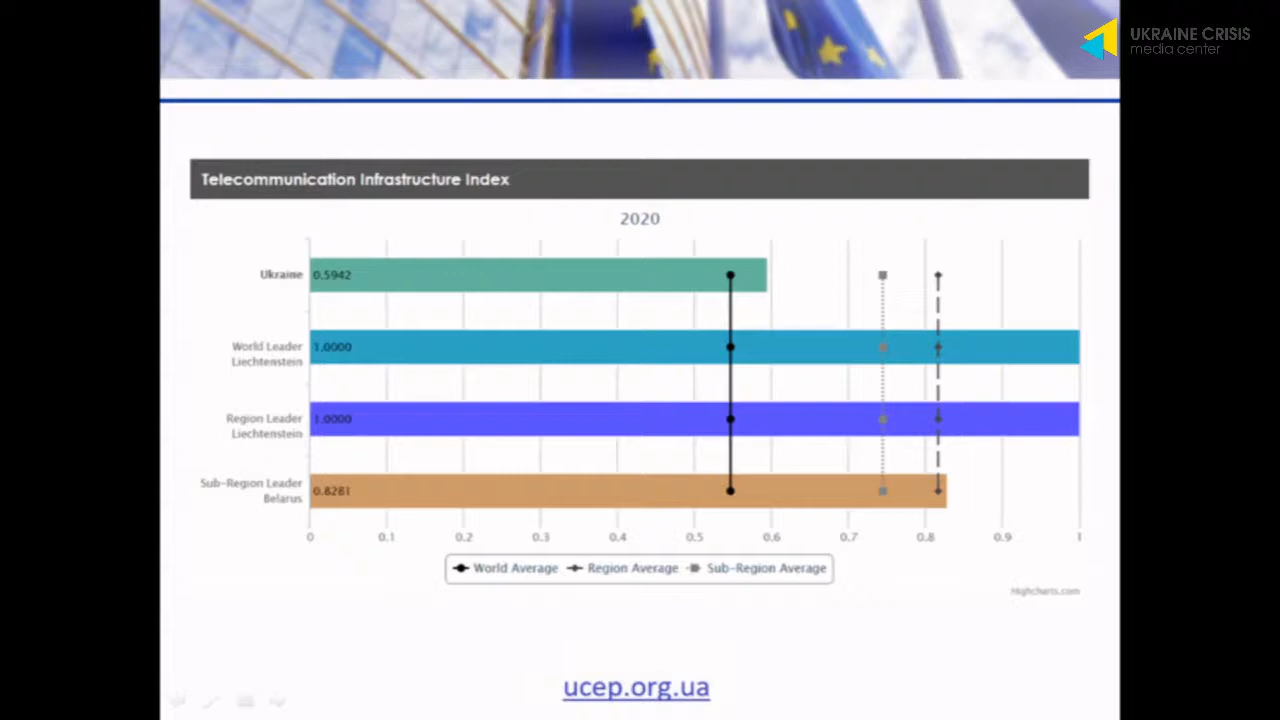 UKRAINE CRISIS
media center
Telecommunication Infrastructure Index
2020
Ukraine 0.5942
World Leader
Liechtenstein
1.0000
Region Leader
Liechtenstein
1.0000
Sub-Region Leader
Belarus
0.8281
0 0.1 0.2 0.3 0.4 0.5 0.6 0.7 0.8 0.9 1
World Average Region Average Sub-Region Average
Highcharts.com
ucep.org.ua